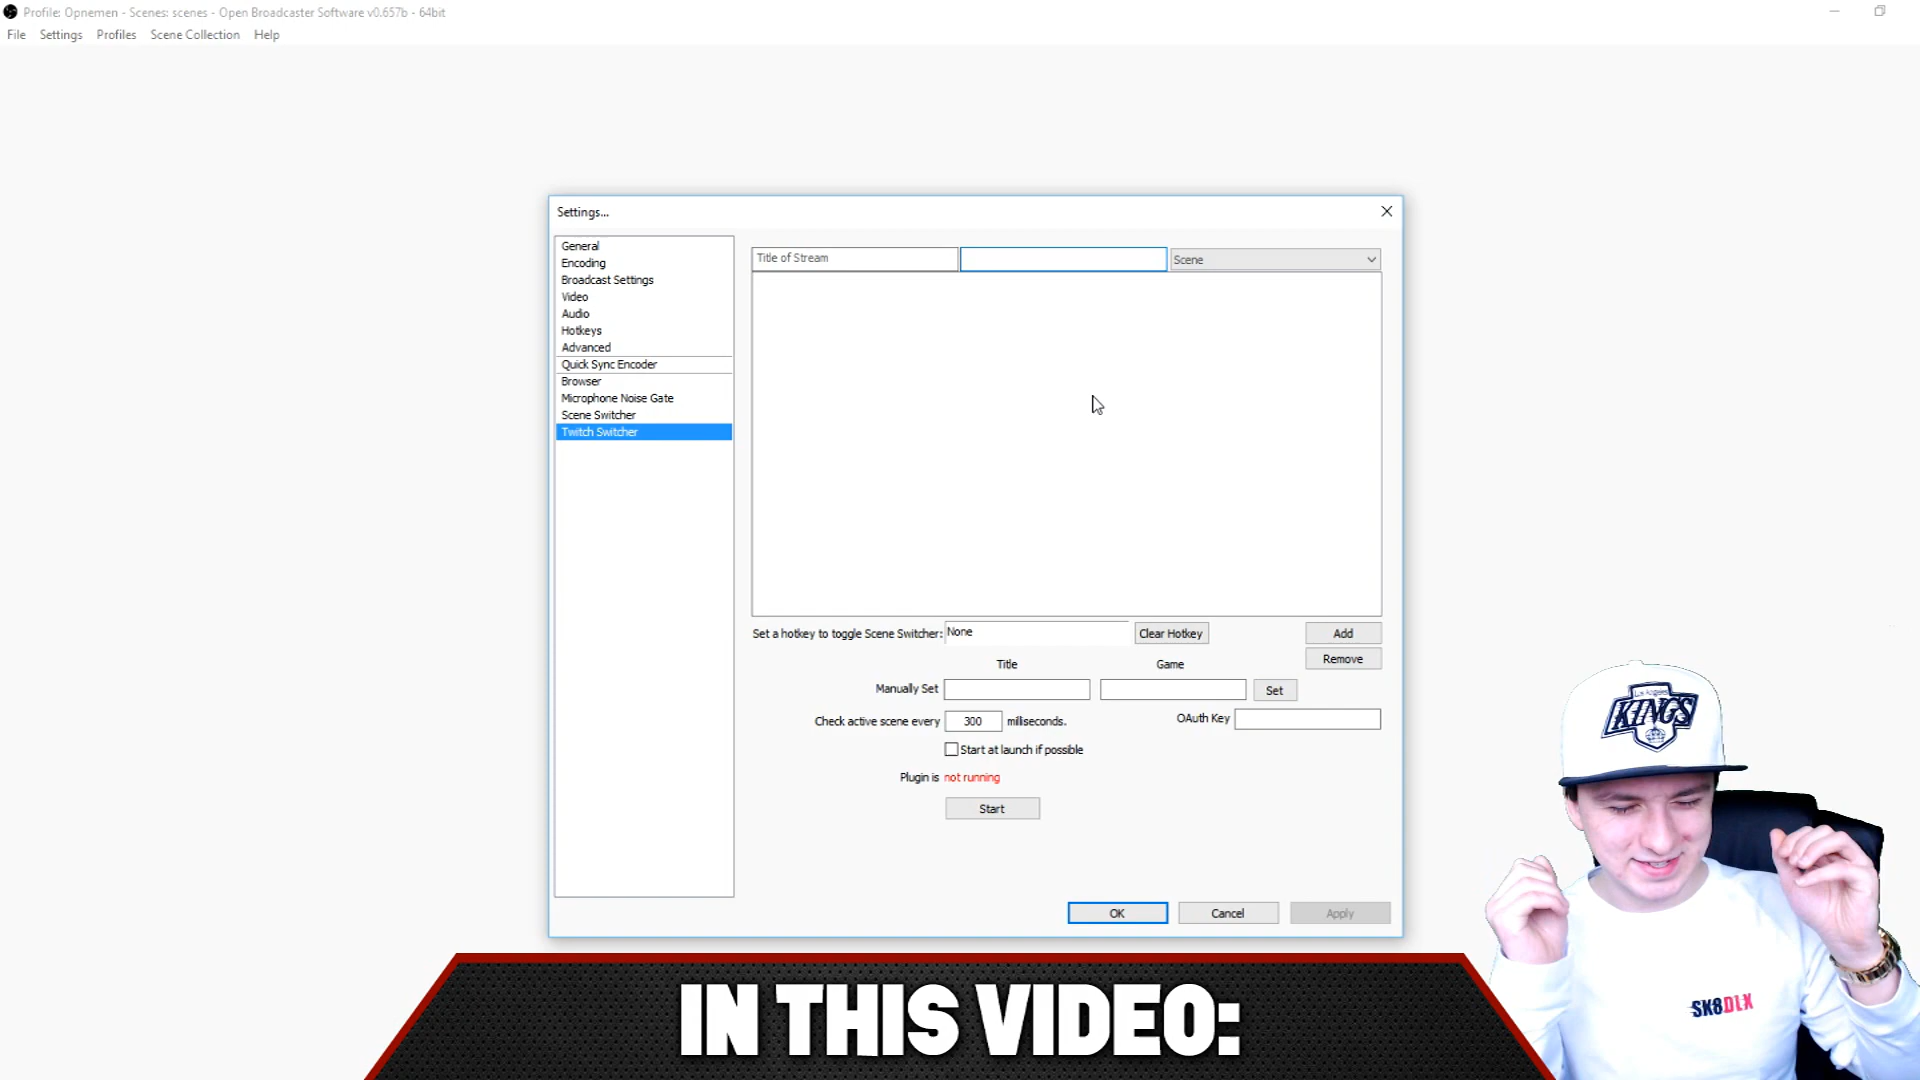 Profile: Opnemen - Scenes: scenes - Open Broadcaster Software v0.657b - 64bit
File Settings Profiles Scene Collection Help
Settings...
General
Encoding
Broadcast Settings
Video
Audio
Hotkeys
Advanced
Quick Sync Encoder
Browser
Microphone Noise Gate
Scene Switcher
Twitch Switcher
Title of Stream Scene
Set a hotkey to toggle Scene Switcher: None Clear Hotkey Add
Remove
Title Game
Manually Set Set
Check active scene every 300 miliseconds. OAuth Key
Start at launch if possible
Plugin is not running
Start
OK Cancel Apply
Los Angeles
KINGS
SK8DLX
IN THIS VIDEO: